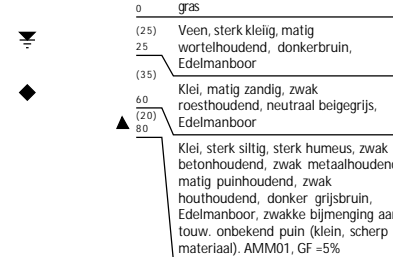 0 gras
(25) Veen, sterk kleiïg, matig
25 wortelhoudend, donkerbruin,
Edelmanboor
(35)
Klei, matig zandig, zwak
60 roesthoudend, neutraal beigegrijs,
(20) Edelmanboor
80
Klei, sterk siltig, sterk humeus, zwak
betonhoudend, zwak metaalhoudend
matig puinhoudend, zwak
houthoudend, donker grijsbruin,
Edelmanboor, zwakke bijmenging aan
touw. onbekend puin (klein, scherp
materiaal). AMM01, GF =5%